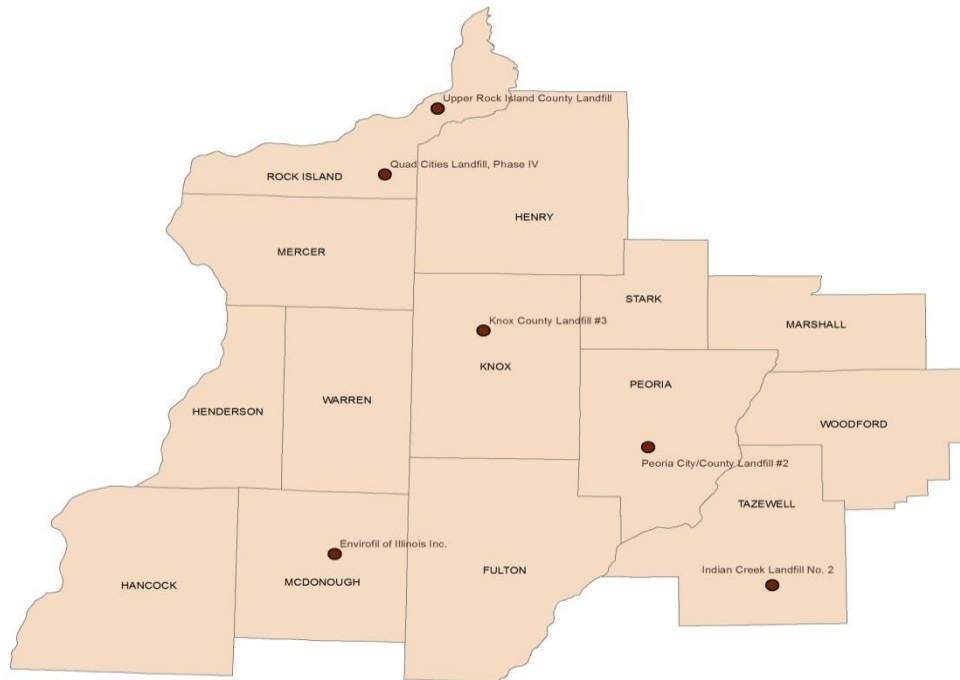 Upper Rock Island County Landfill
Quad Cities Landfill, Phase IV
ROCK ISLAND
HENRY
MERCER
STARK
Knox County Landfill #3
MARSHALL
KNOX
PEORIA
WARREN
HENDERSON
WOODFORD
Peoria City/County Landfill #2
TAZEWELL
Envirofil of Illinois Inc.
FULTON
Indian Creek Landfill No. 2
HANCOCK
MCDONOUGH